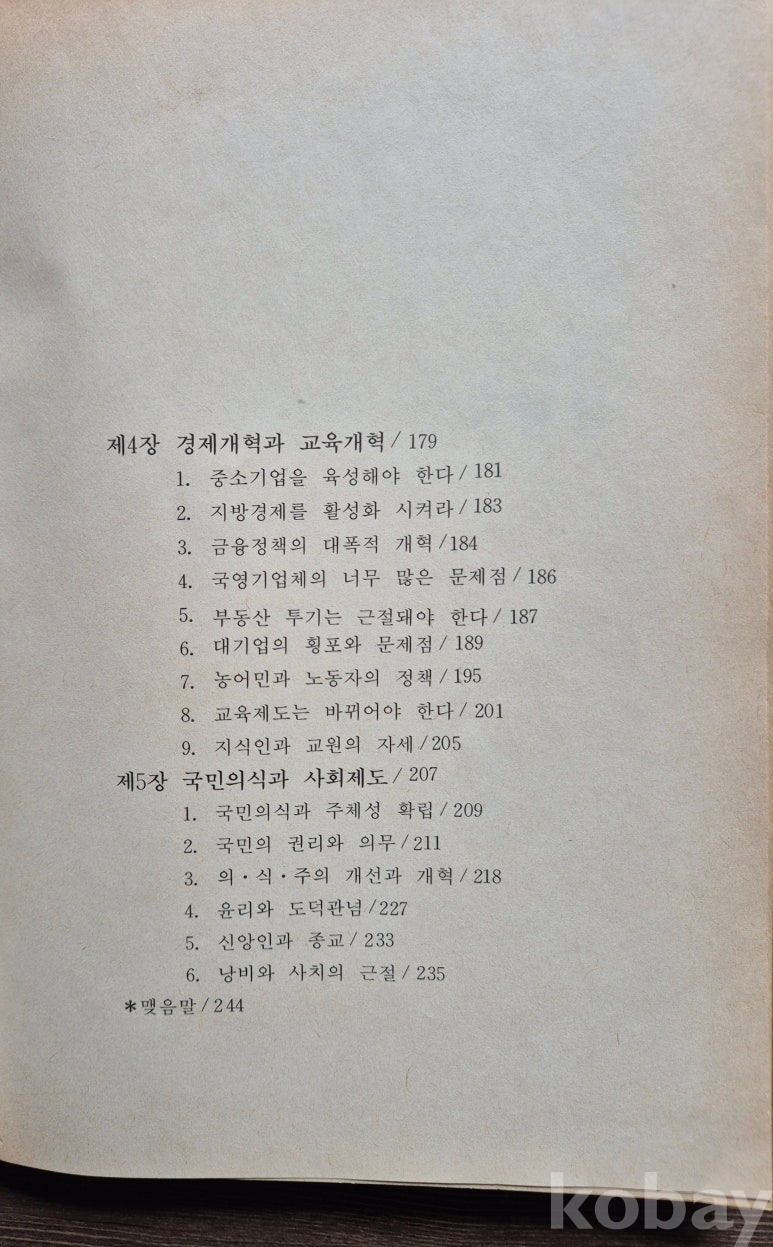 제4장 경제개혁과 교육개혁/179
1. 중소기업을 육성해야 한다/181
2. 지방경제를 활성화 시켜라/183
3. 금융정책의 대폭적 개혁/184
4. 국영기업체의 너무 많은 문제점/186
5. 부동산 투기는 근절돼야 한다/187
6. 대기업의 횡포와 문제점/189
7. 농어민과 노동자의 정책/195
8. 교육제도는 바뀌어야 한다/201
9. 지식인과 교원의 자세/205
제5장 국민의식과 사회제도/207
1. 국민의식과 주체성 확립/209
2. 국민의 권리와 의무/211
3. 의·식·주의 개선과 개혁/218
4. 윤리와 도덕관념/227
5. 신앙인과 종교/233
6. 낭비와 사치의 근절/235
*맺음말/244
kobay